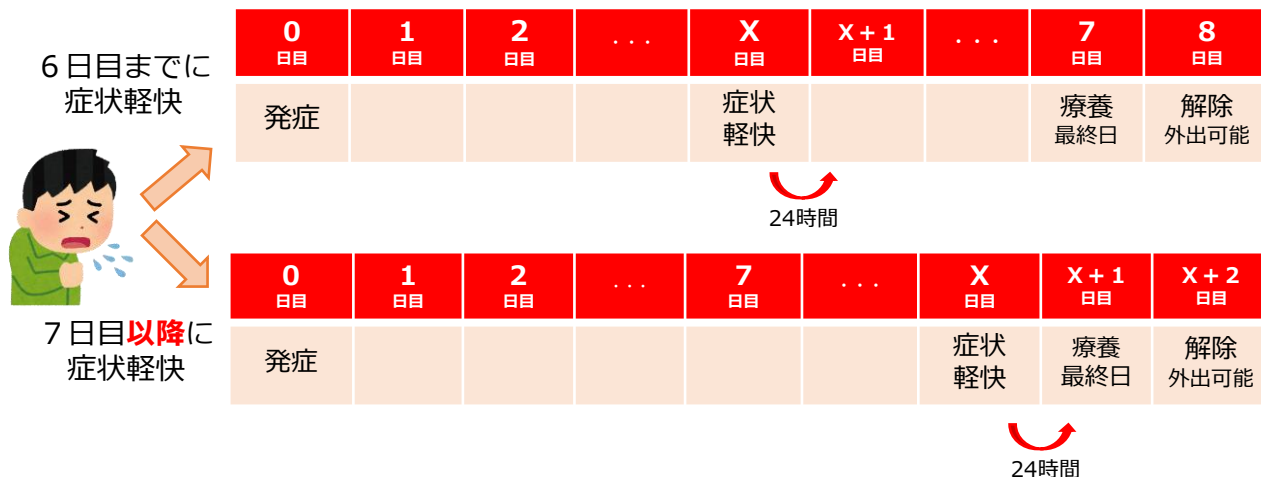 6日目までに
症状軽快
0 1 2 ... X X + 1 ... 7 8
日目 日目 日目 日目 日目 日目 日目
発症 症状 療養 解除
軽快 最終日 外出可能
24時間
7日目以降に
症状軽快
0 1 2 ... 7 ... X X + 1 X + 2
日目 日目 日目 日目 日目 日目 日目
発症 症状 療養 解除
軽快 最終日 外出可能
24時間